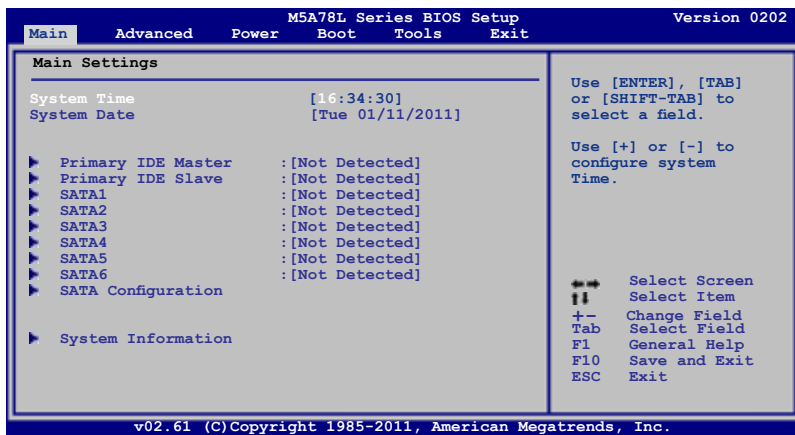 M5A78L Series BIOS Setup Version 0202
Main Advanced Power Boot Tools Exit
Main Settings
System Time [16:34:30]
System Date [Tue 01/11/2011]
Primary IDE Master :[Not Detected]
Primary IDE Slave :[Not Detected]
SATA1 :[Not Detected]
SATA2 :[Not Detected]
SATA3 :[Not Detected]
SATA4 :[Not Detected]
SATA5 :[Not Detected]
SATA6 :[Not Detected]
SATA Configuration
System Information
Use [ENTER], [TAB]
or [SHIFT-TAB] to
select a field.
Use [+] or [-] to
configure system
Time.
←→ Select Screen
↑↓ Select Item
+- Change Field
Tab Select Field
F1 General Help
F10 Save and Exit
ESC Exit
v02.61 (C)Copyright 1985-2011, American Megatrends, Inc.